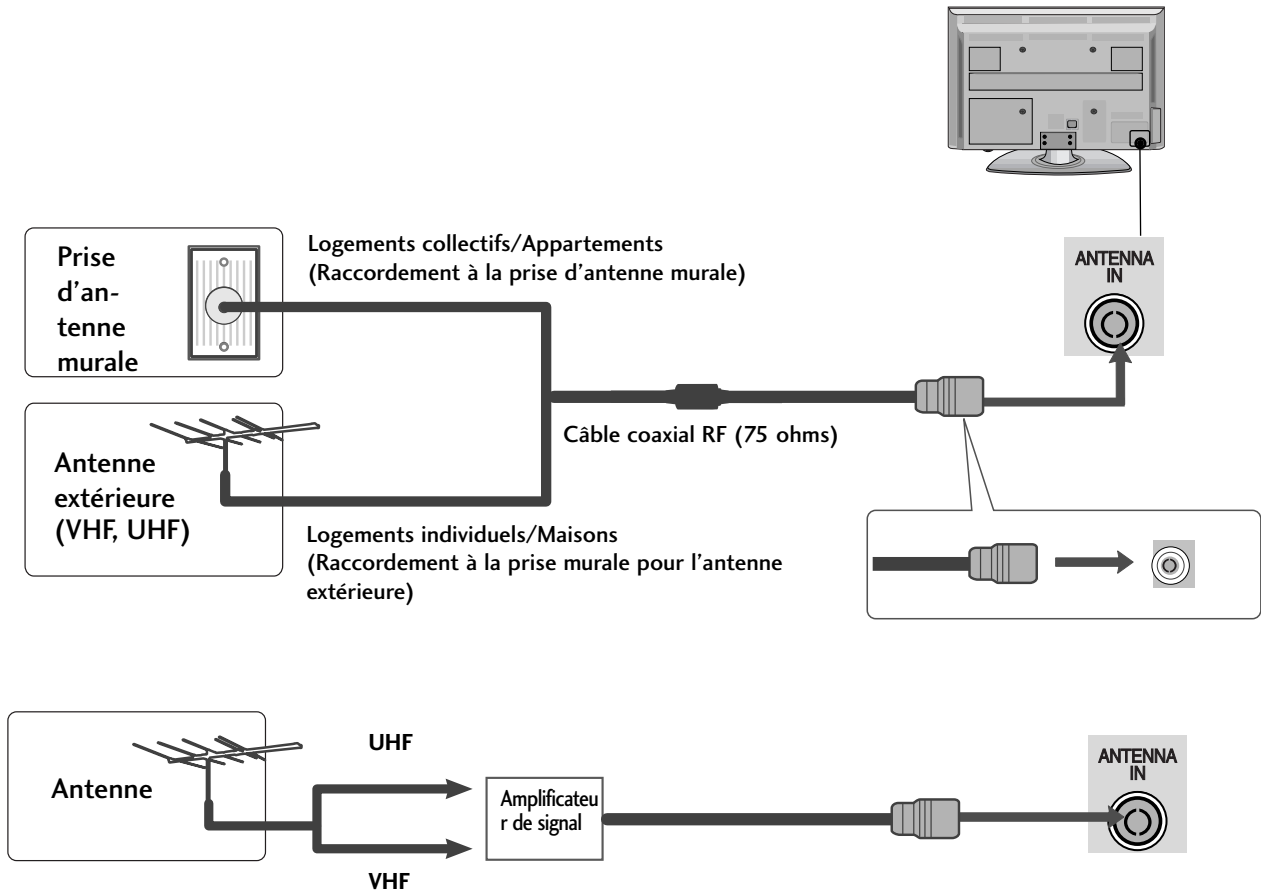 Prise
d'an-
tenne
murale
Logements collectifs/Appartements
(Raccordement à la prise d'antenne murale)
ANTENNA
IN
Antenne
extérieure
(VHF, UHF)
Câble coaxial RF (75 ohms)
Logements individuels/Maisons
(Raccordement à la prise murale pour l'antenne
extérieure)
Antenne
UHF
VHF
Amplificateu
r de signal
ANTENNA
IN